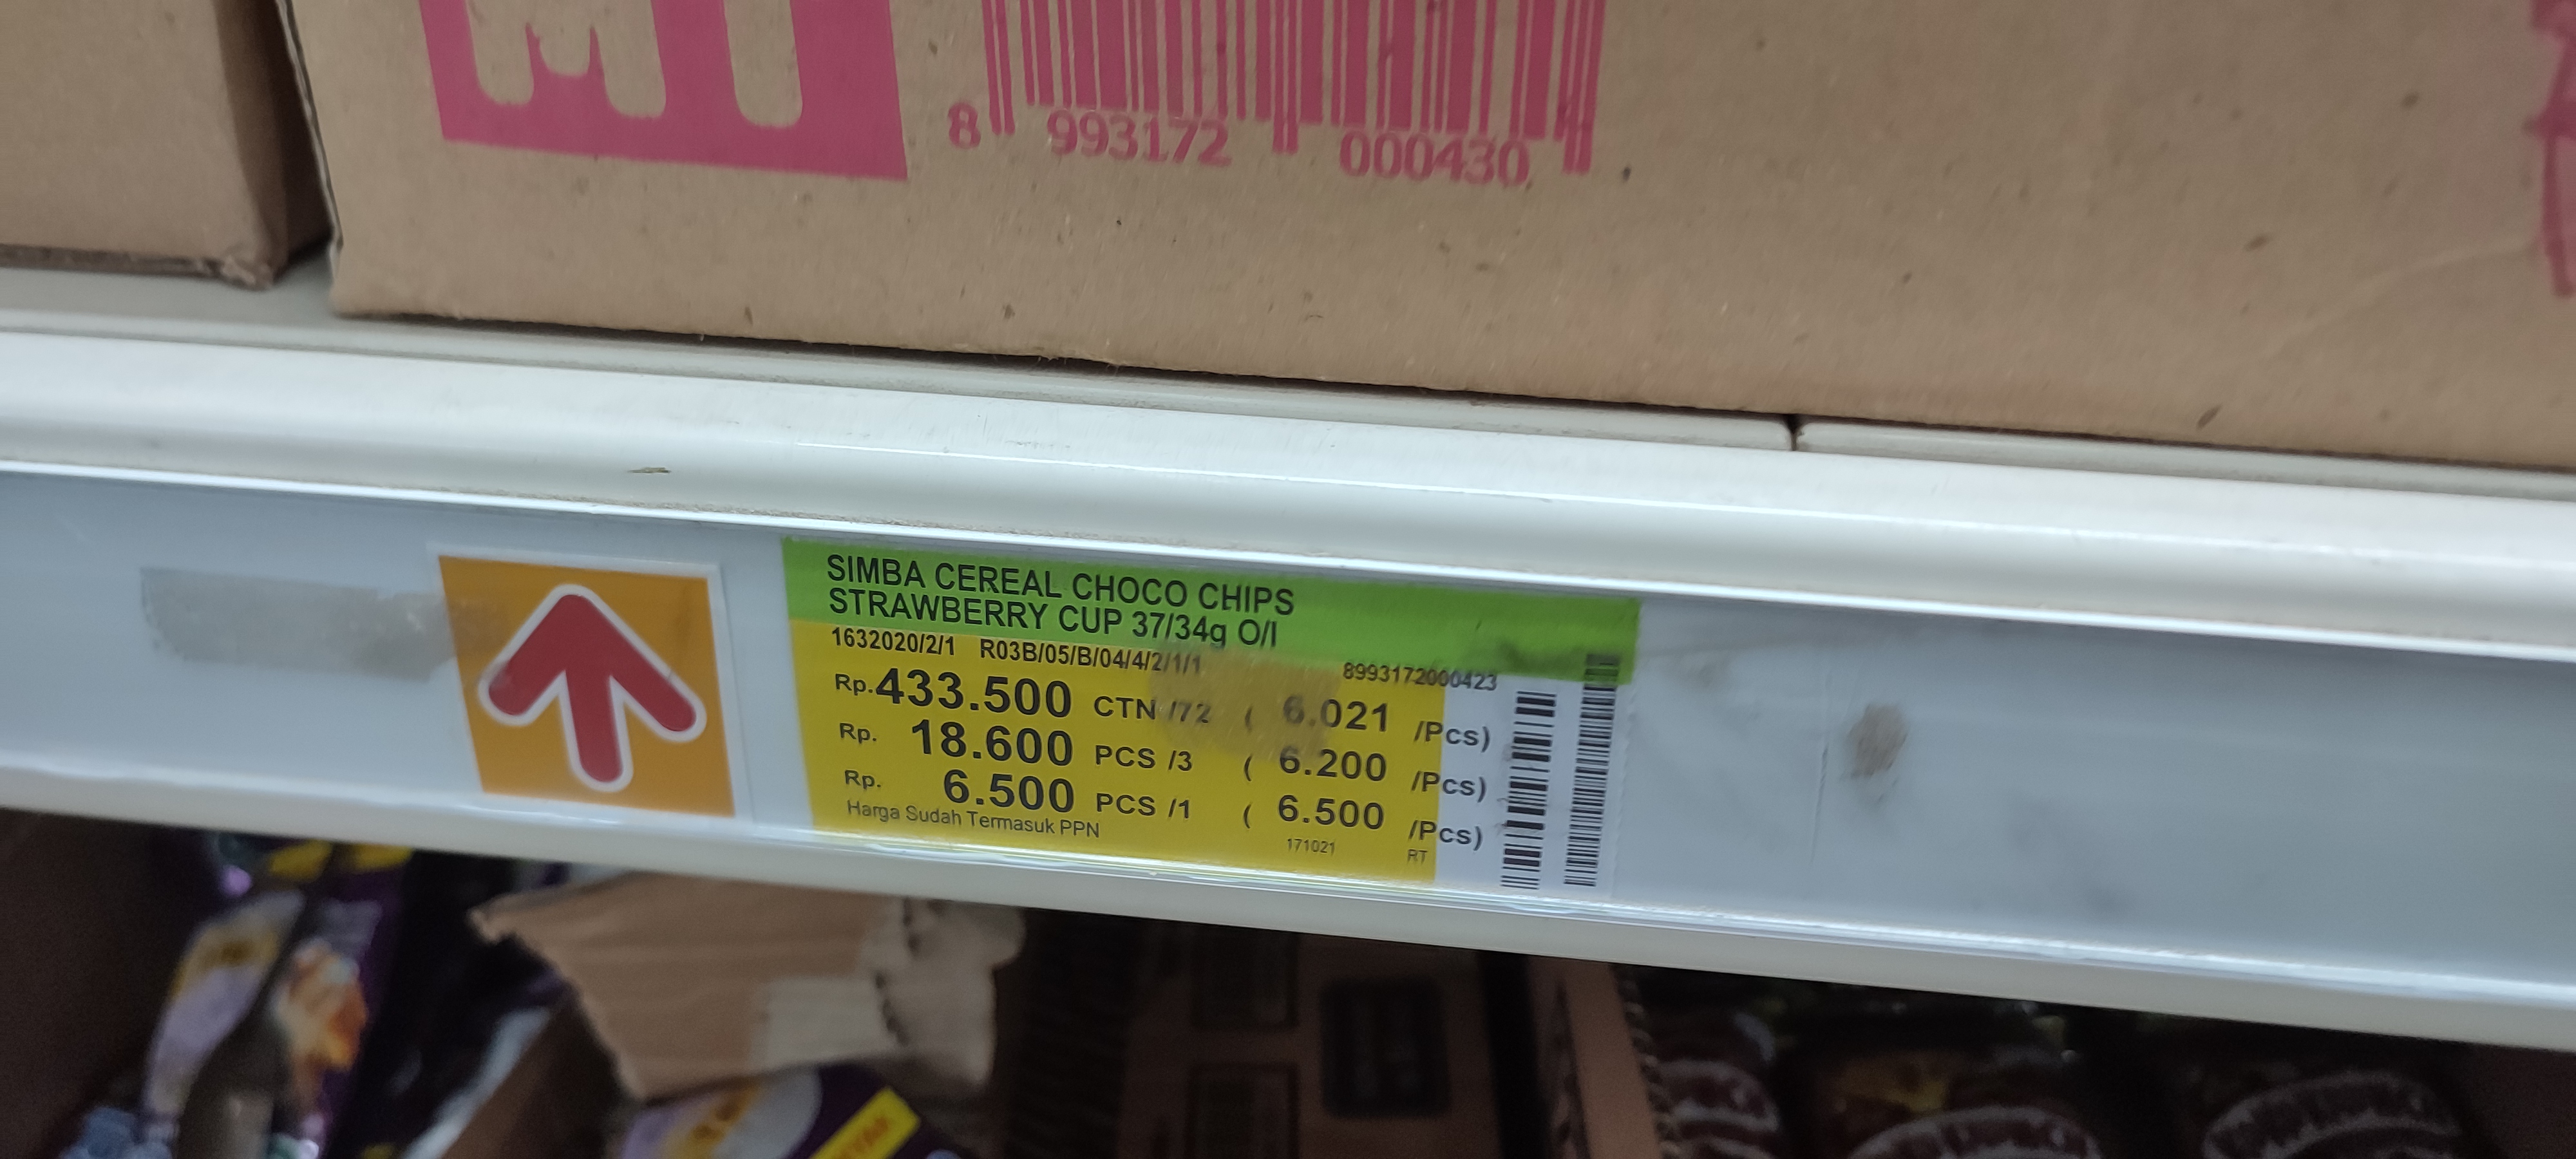 8 993172 000430
SIMBA CEREAL CHOCO CHIPS
STRAWBERRY CUP 37/34g O/I
1632020/2/1 R03B/05/B/04/4/2/1/1 8993172000423
Rp.433.500 CTN /72 ( 6.021 /Pcs)
Rp. 18.600 PCS /3 ( 6.200 /Pcs)
Rp. 6.500 PCS /1 ( 6.500 /Pcs)
Harga Sudah Termasuk PPN 171021 RT